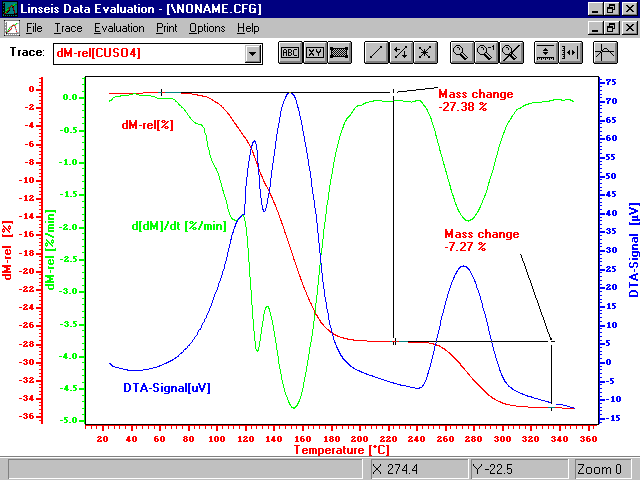 Linseis Data Evaluation - [\NONAME.CFG]
File Trace Evaluation Print Options Help
Trace: dM-rel[CUSO4]
ABC XY
Mass change
-27.38 %
dM-rel[%]
d[dM]/dt [%/min]
Mass change
-7.27 %
DTA-Signal[uV]
dM-rel [%]
0 -2 -4 -6 -8 -10 -12 -14 -16 -18 -20 -22 -24 -26 -28 -30 -32 -34 -36
dM-rel [%/min]
0.0 -0.5 -1.0 -1.5 -2.0 -2.5 -3.0 -3.5 -4.0 -4.5 -5.0
75 70 65 60 55 50 45 40 35 30 25 20 15 10 5 0 -5 -10 -15
DTA-Signal [µV]
20 40 60 80 100 120 140 160 180 200 220 240 260 280 300 320 340 360
Temperature [*C]
X 274.4 Y-22.5 Zoom 0